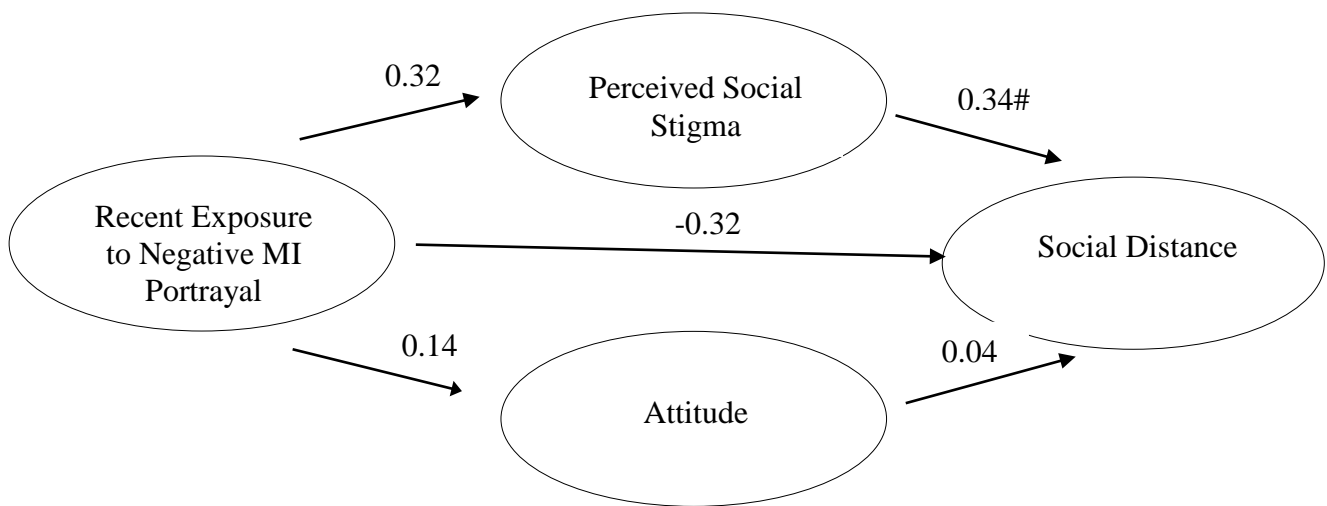 0.32
Perceived Social
Stigma
0.34#
Recent Exposure
to Negative MI
Portrayal
-0.32
Social Distance
0.14
Attitude
0.04